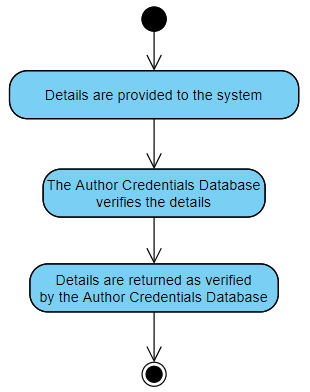 Details are provided to the system
The Author Credentials Database
verifies the details
Details are returned as verified
by the Author Credentials Database